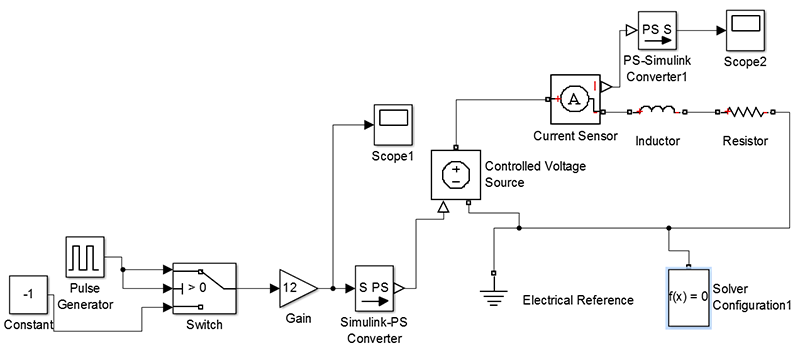 PS S
PS-Simulink
Converter1
Scope2
I
A
Current Sensor
Inductor
Resistor
Scope1
Controlled Voltage
Source
Pulse
Generator
-1
Constant
> 0
Switch
12
Gain
S PS
Simulink-PS
Converter
Electrical Reference
f(x) = 0
Solver
Configuration1